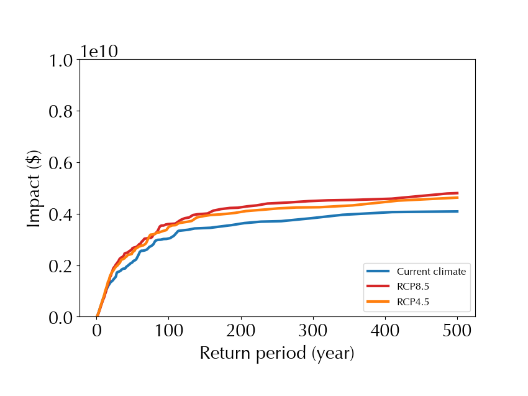 1e10
1.0
0.8
0.6
0.4
0.2
0.0
Impact ($)
0 100 200 300 400 500
Return period (year)
Current climate
RCP8.5
RCP4.5